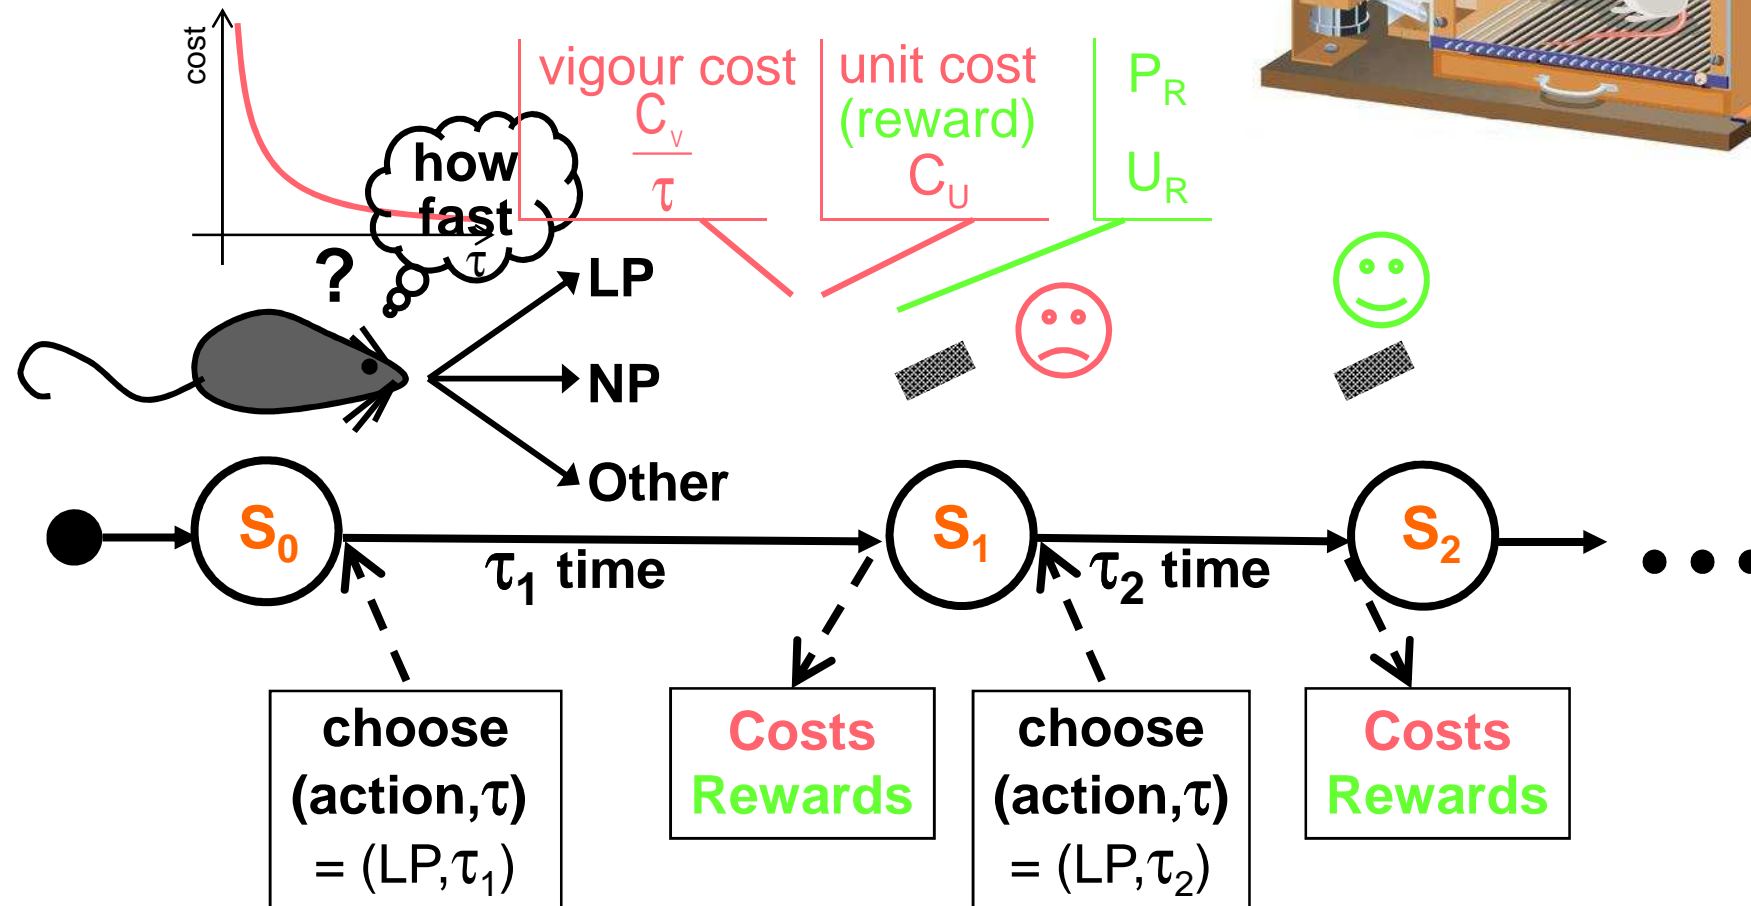 cost
vigour cost
C_V
τ
unit cost
(reward)
C_U
P_R
U_R
how
fast
τ
?
LP
NP
Other
S_0
τ_1 time
S_1
τ_2 time
S_2
choose
(action,τ)
= (LP,τ_1)
Costs
Rewards
choose
(action,τ)
= (LP,τ_2)
Costs
Rewards